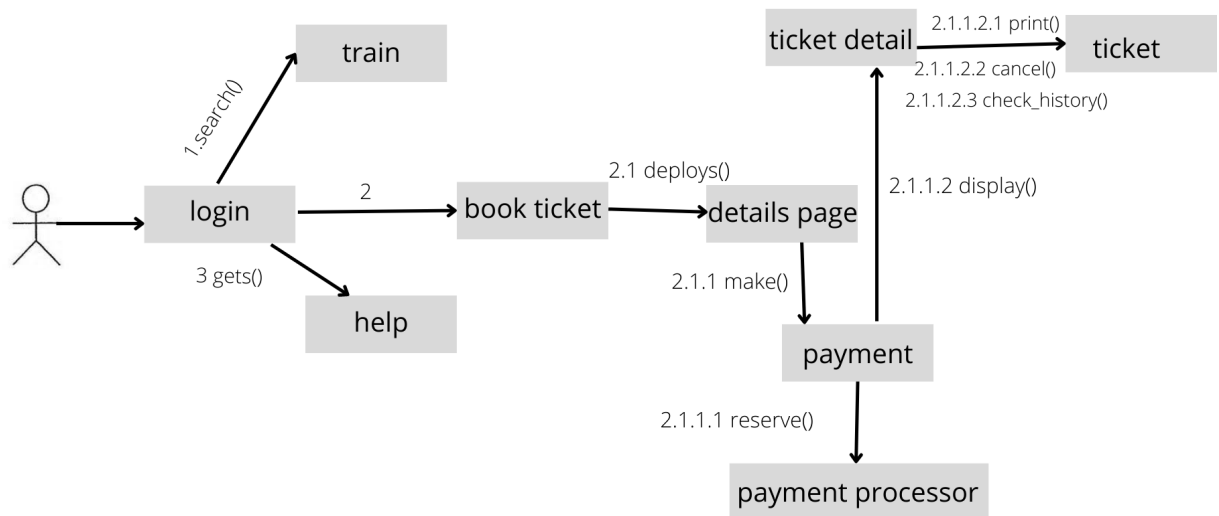 ticket detail
2.1.1.2.1 print()
ticket
train
2.1.1.2.2 cancel()
2.1.1.2.3 check_history()
1.search()
login
2
book ticket
2.1 deploys()
details page
2.1.1.2 display()
3 gets()
help
2.1.1 make()
payment
2.1.1.1 reserve()
payment processor